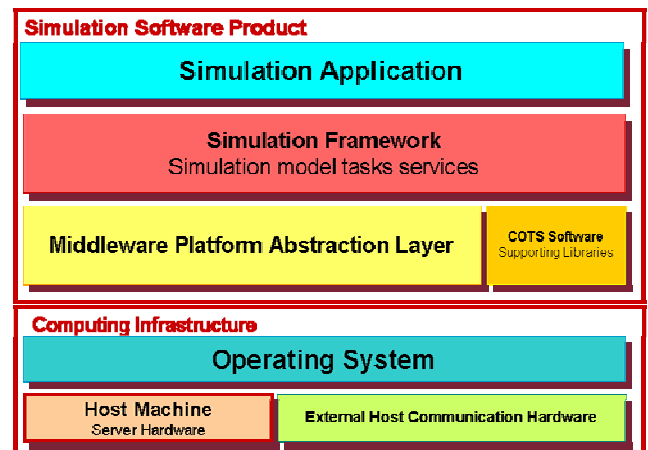 Simulation Software Product
Simulation Application
Simulation Framework
Simulation model tasks services
Middleware Platform Abstraction Layer
COTS Software
Supporting Libraries
Computing Infrastructure
Operating System
Host Machine
Server Hardware
External Host Communication Hardware